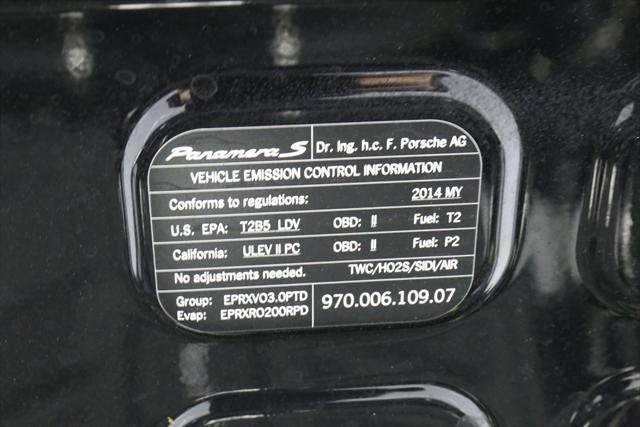 Panamera S Dr. Ing. h.c. F. Porsche AG
VEHICLE EMISSION CONTROL INFORMATION
Conforms to regulations: 2014 MY
U.S. EPA: T2B5 LDV OBD: II Fuel: T2
California: ULEV II PC OBD: II Fuel: P2
No adjustments needed. TWC/HO2S/SIDI/AIR
Group: EPRXV03.0PTD
Evap: EPRXR0200RPD
970.006.109.07